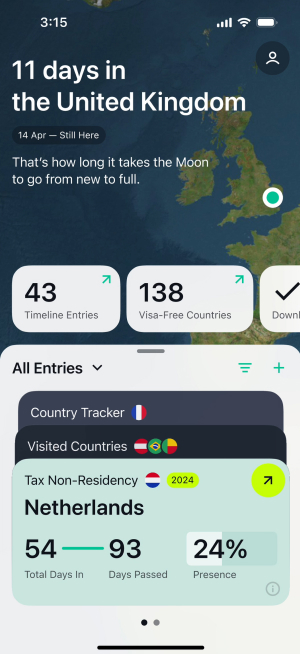 3:15
11 days in
the United Kingdom
14 Apr — Still Here
That's how long it takes the Moon
to go from new to full.
43
Timeline Entries
138
Visa-Free Countries
Downl
All Entries
Country Tracker
Visited Countries
Tax Non-Residency 2024
Netherlands
54 93 24%
Total Days In Days Passed Presence